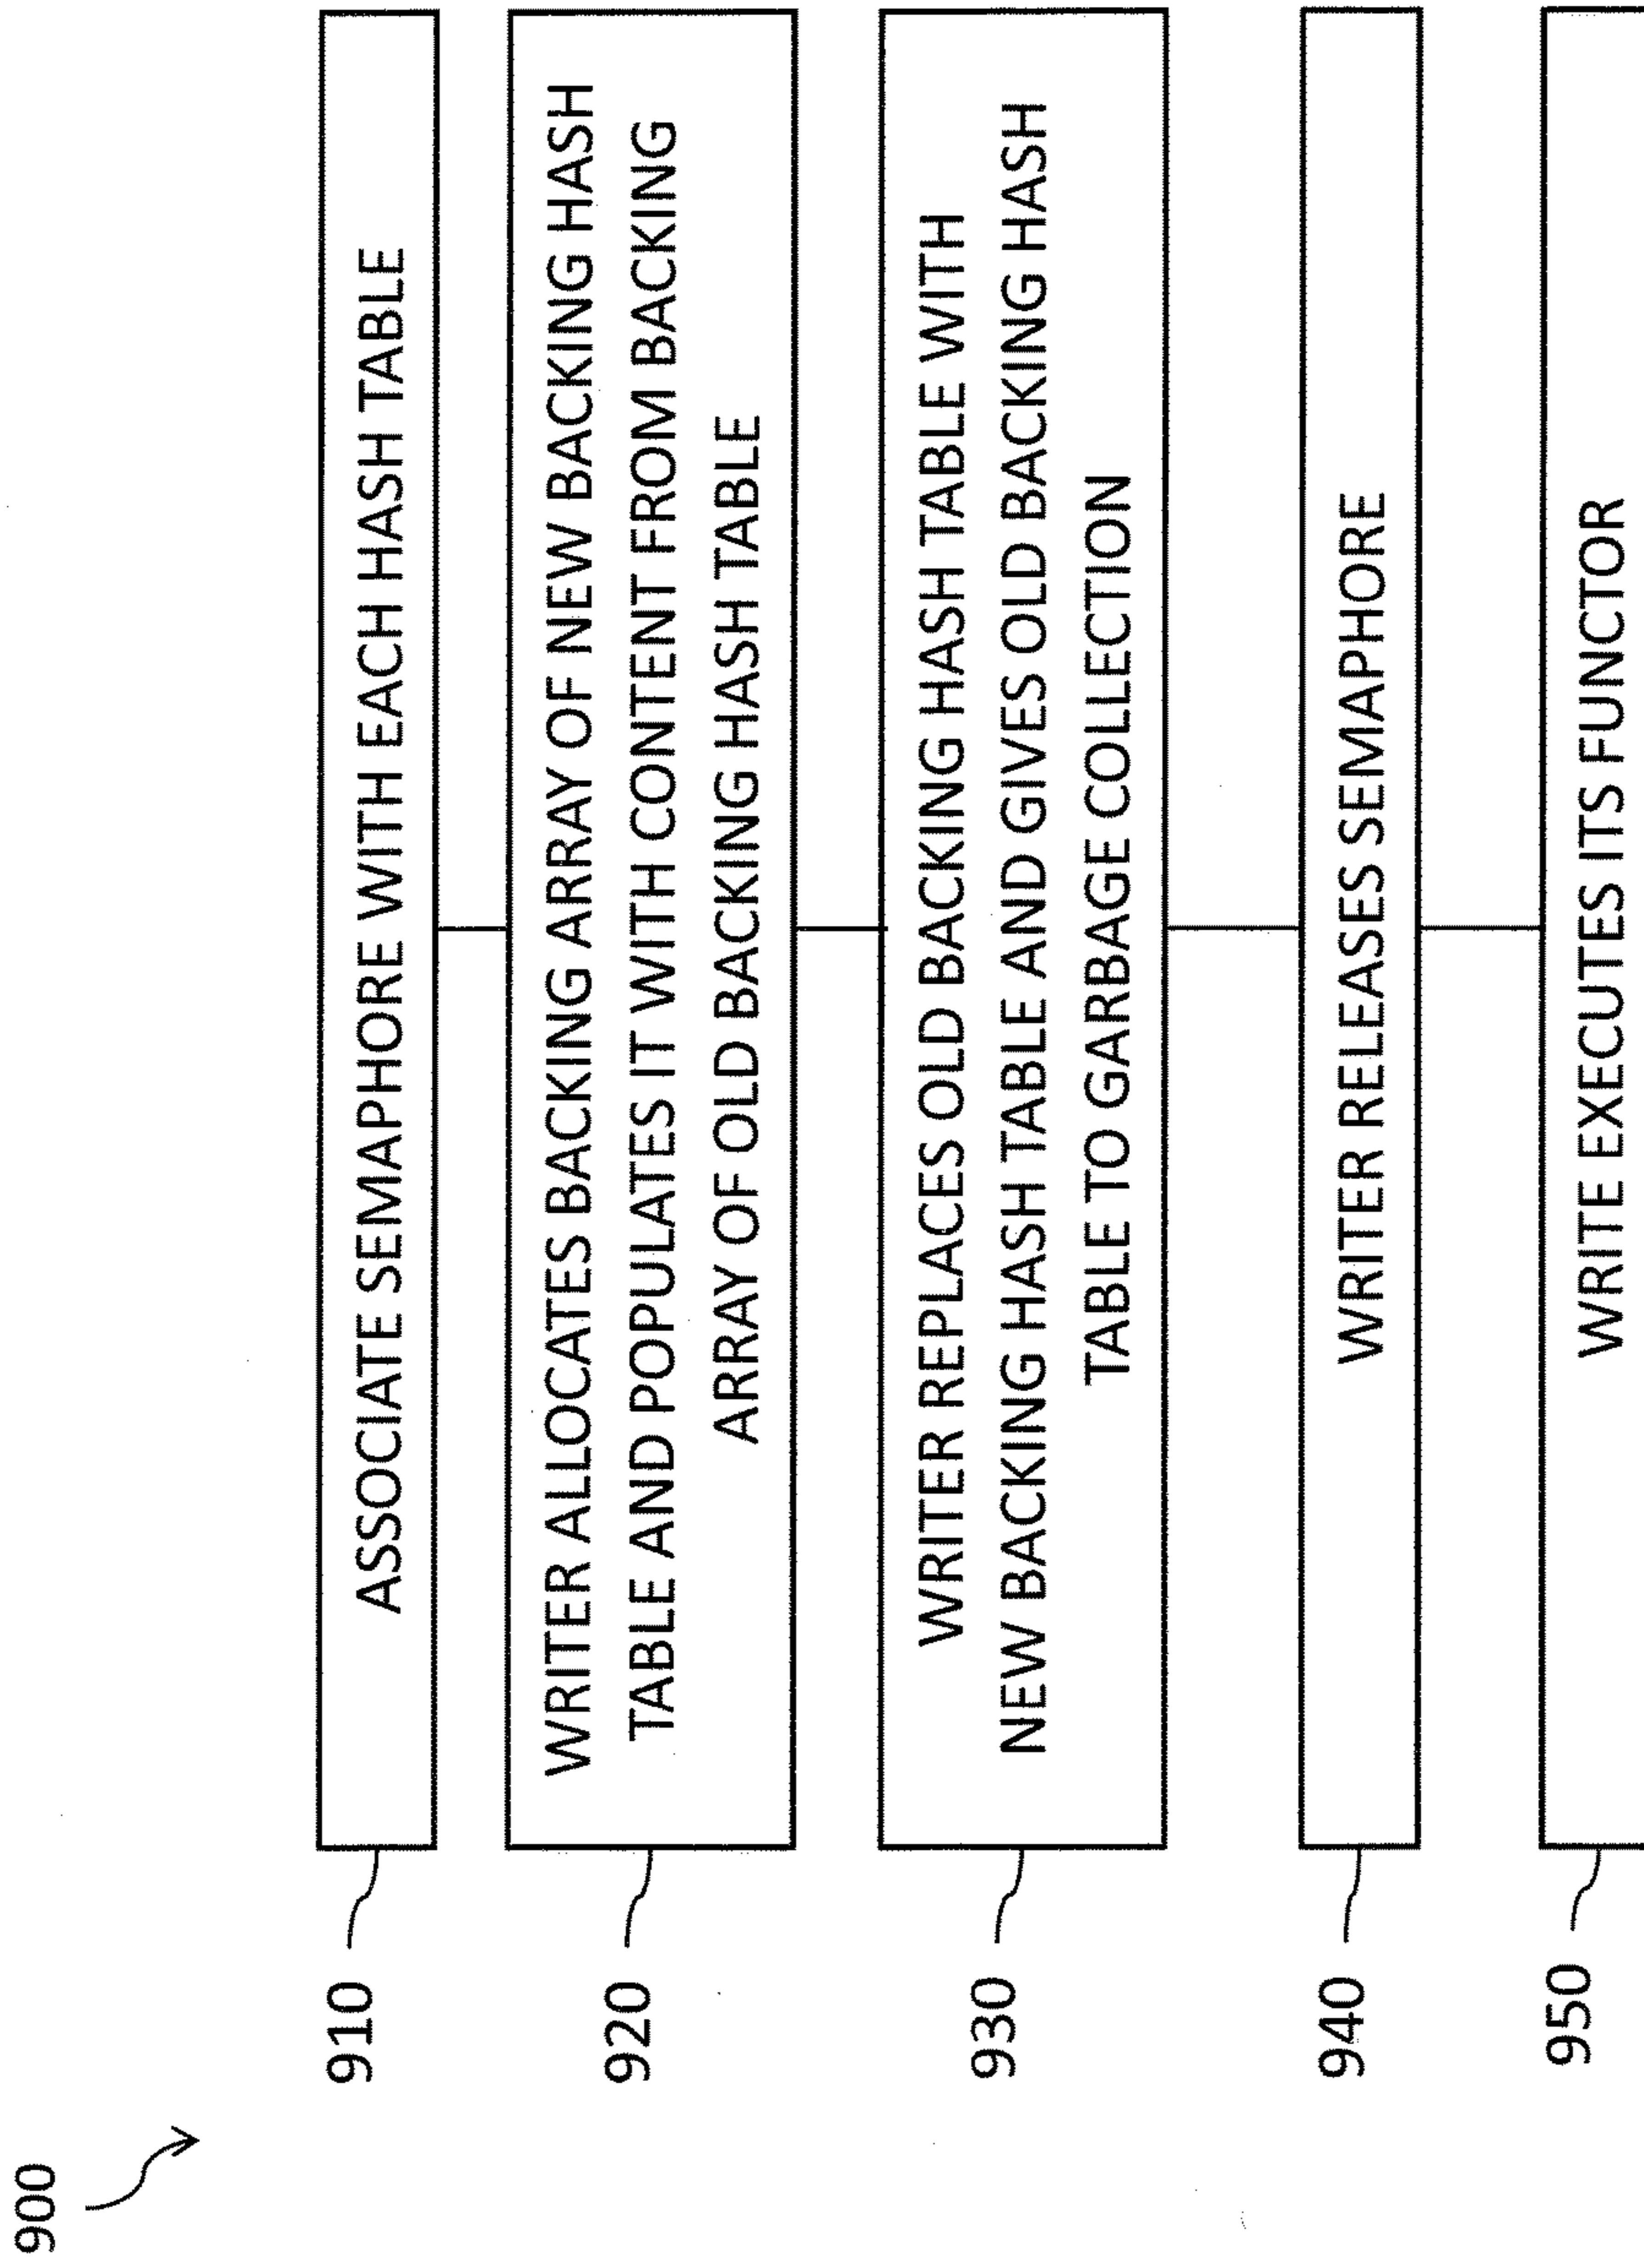 900
910
ASSOCIATE SEMAPHORE WITH EACH HASH TABLE
920
WRITER ALLOCATES BACKING ARRAY OF NEW BACKING HASH
TABLE AND POPULATES IT WITH CONTENT FROM BACKING
ARRAY OF OLD BACKING HASH TABLE
930
WRITER REPLACES OLD BACKING HASH TABLE WITH
NEW BACKING HASH TABLE AND GIVES OLD BACKING HASH
TABLE TO GARBAGE COLLECTION
940
WRITER RELEASES SEMAPHORE
950
WRITE EXECUTES ITS FUNCTOR